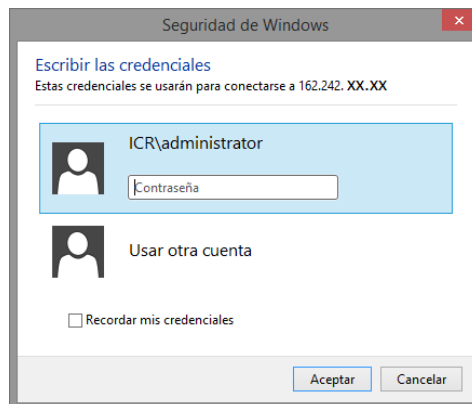 Seguridad de Windows
Escribir las credenciales
Estas credenciales se usarán para conectarse a 162.242. XX.XX
ICR\administrator
Contraseña
Usar otra cuenta
Recordar mis credenciales
Aceptar Cancelar